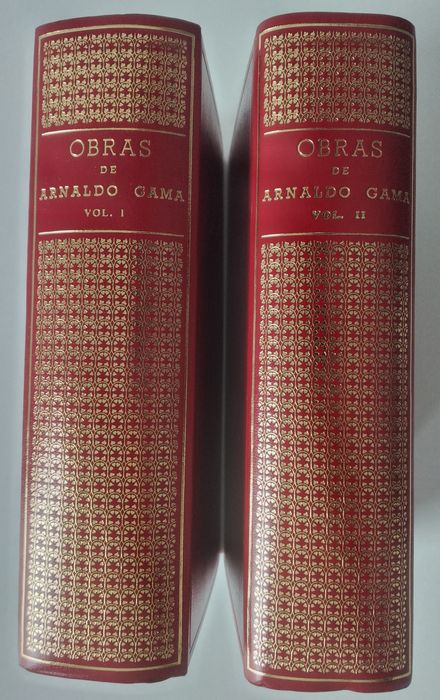 OBRAS
DE
ARNALDO GAMA
VOL. I
OBRAS
DE
ARNALDO GAMA
VOL. II